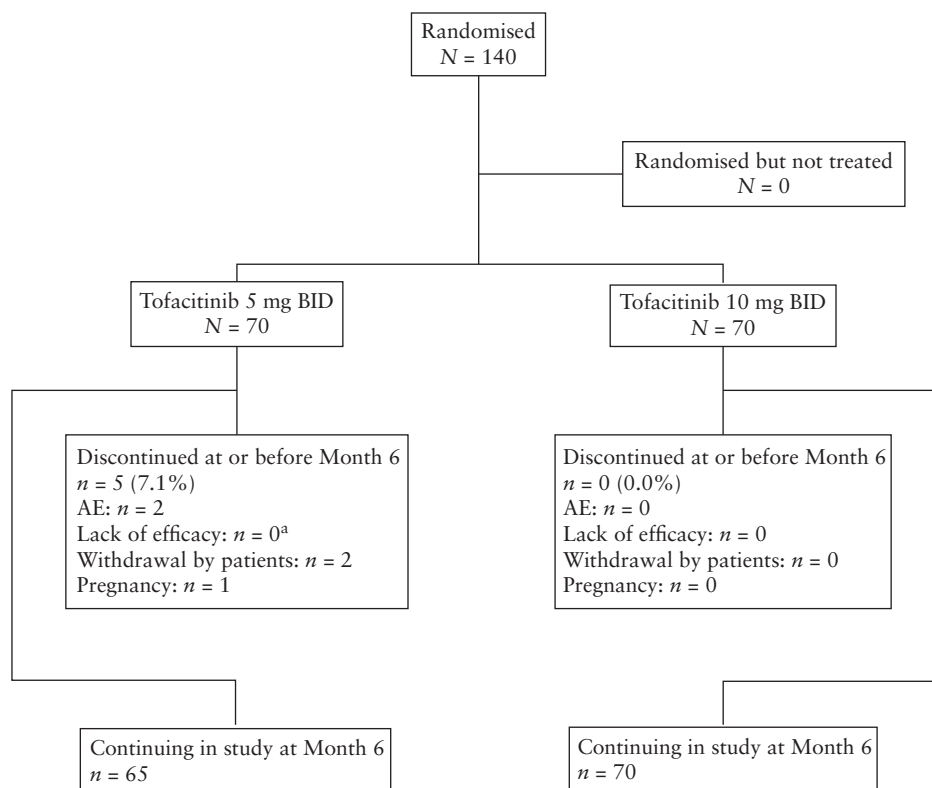 Randomised
N = 140
Randomised but not treated
N = 0
Tofacitinib 5 mg BID
N = 70
Tofacitinib 10 mg BID
N = 70
Discontinued at or before Month 6
n = 5 (7.1%)
AE: n = 2
Lack of efficacy: n = 0ᵃ
Withdrawal by patients: n = 2
Pregnancy: n = 1
Discontinued at or before Month 6
n = 0 (0.0%)
AE: n = 0
Lack of efficacy: n = 0
Withdrawal by patients: n = 0
Pregnancy: n = 0
Continuing in study at Month 6
n = 65
Continuing in study at Month 6
n = 70